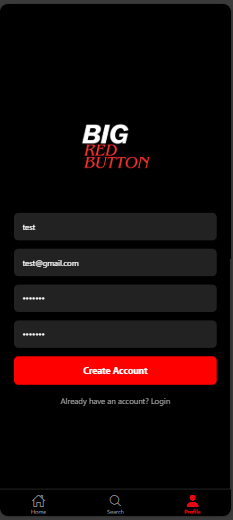 BIG
RED
BUTTON
test
test@gmail.com
•••••••
•••••••
Create Account
Already have an account? Login
Home
Search
Profile